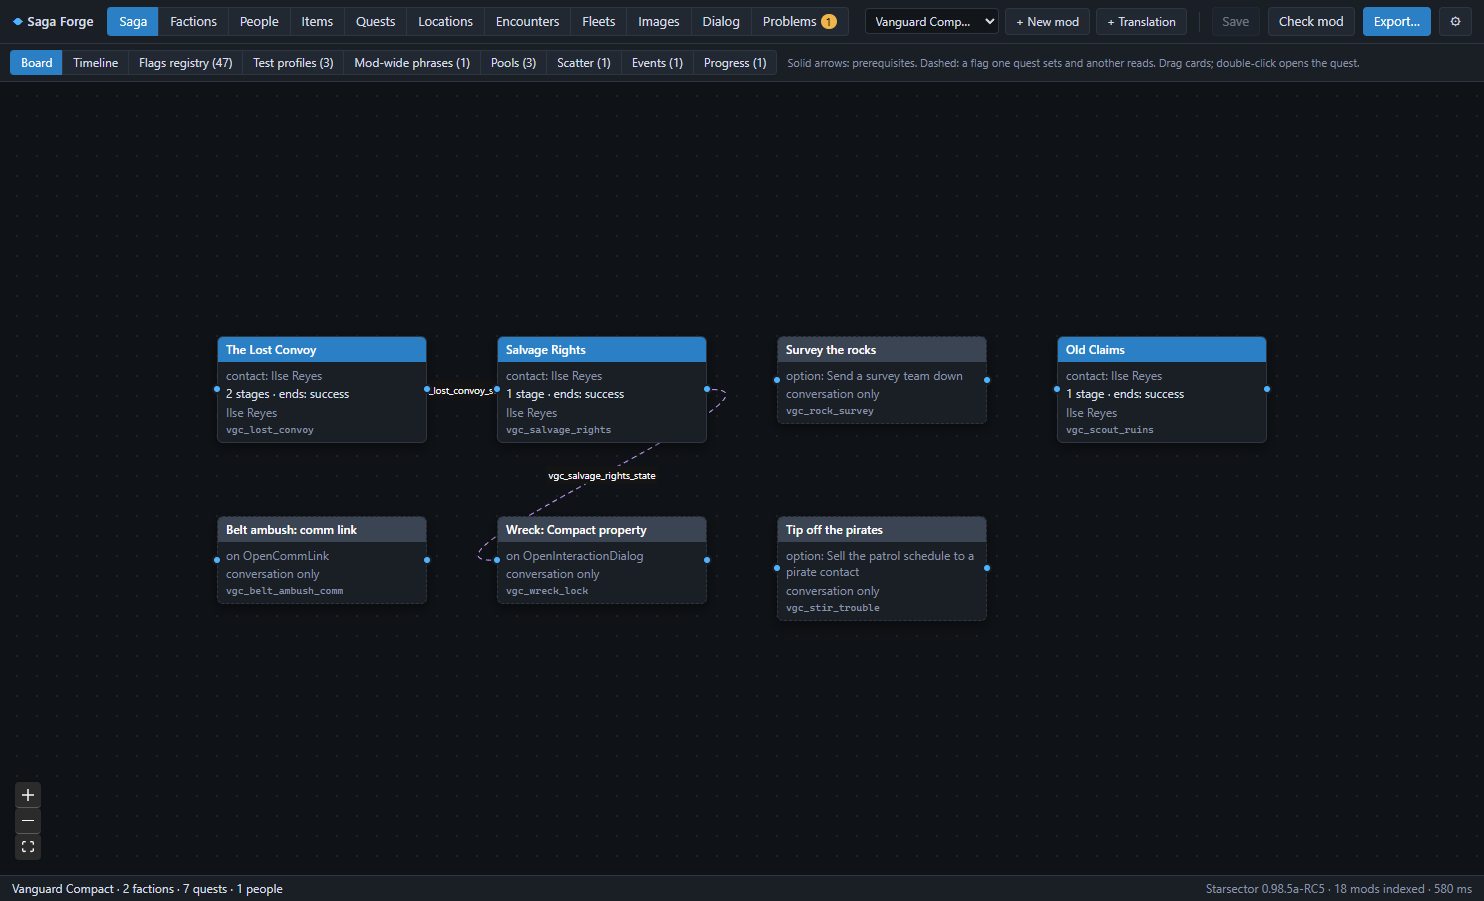 Saga Forge
Saga
Factions
People
Items
Quests
Locations
Encounters
Fleets
Images
Dialog
Problems 1
Vanguard Comp...
+ New mod
+ Translation
Save
Check mod
Export...
Board
Timeline
Flags registry (47)
Test profiles (3)
Mod-wide phrases (1)
Pools (3)
Scatter (1)
Events (1)
Progress (1)
Solid arrows: prerequisites. Dashed: a flag one quest sets and another reads. Drag cards; double-click opens the quest.
The Lost Convoy
contact: Ilse Reyes
2 stages · ends: success
Ilse Reyes
vgc_lost_convoy
_lost_convoy_s
Salvage Rights
contact: Ilse Reyes
1 stage · ends: success
Ilse Reyes
vgc_salvage_rights
Survey the rocks
option: Send a survey team down
conversation only
vgc_rock_survey
Old Claims
contact: Ilse Reyes
1 stage · ends: success
Ilse Reyes
vgc_scout_ruins
vgc_salvage_rights_state
Belt ambush: comm link
on OpenCommLink
conversation only
vgc_belt_ambush_comm
Wreck: Compact property
on OpenInteractionDialog
conversation only
vgc_wreck_lock
Tip off the pirates
option: Sell the patrol schedule to a
pirate contact
conversation only
vgc_stir_trouble
Vanguard Compact · 2 factions · 7 quests · 1 people
Starsector 0.98.5a-RC5 · 18 mods indexed · 580 ms